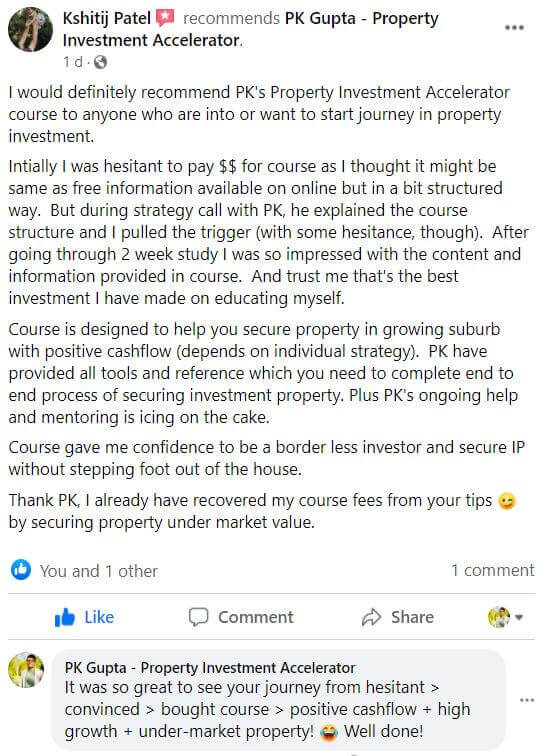 Kshitij Patel recommends PK Gupta - Property
Investment Accelerator.
1 d ·
I would definitely recommend PK's Property Investment Accelerator
course to anyone who are into or want to start journey in property
investment.
Intially I was hesitant to pay $$ for course as I thought it might be
same as free information available on online but in a bit structured
way.  But during strategy call with PK, he explained the course
structure and I pulled the trigger (with some hesitance, though).  After
going through 2 week study I was so impressed with the content and
information provided in course.  And trust me that's the best
investment I have made on educating myself.
Course is designed to help you secure property in growing suburb
with positive cashflow (depends on individual strategy).  PK have
provided all tools and reference which you need to complete end to
end process of securing investment property. Plus PK's ongoing help
and mentoring is icing on the cake.
Course gave me confidence to be a border less investor and secure IP
without stepping foot out of the house.
Thank PK, I already have recovered my course fees from your tips 😉
by securing property under market value.
You and 1 other 1 comment
Like Comment Share
PK Gupta - Property Investment Accelerator
It was so great to see your journey from hesitant >
convinced > bought course > positive cashflow + high
growth + under-market property! 😂 Well done!